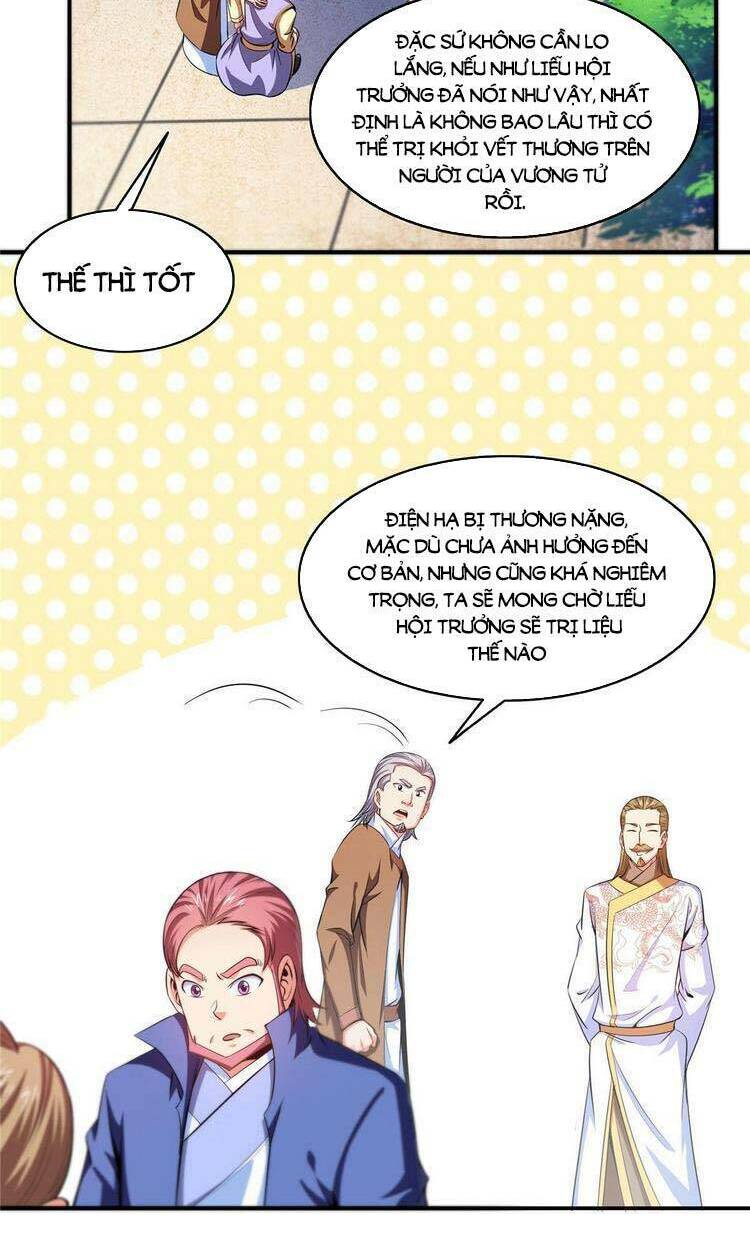 ĐẶC SỨ KHÔNG CẦN LO
LẮNG, NẾU NHƯ LIỄU HỘI
TRƯỞNG ĐÃ NÓI NHƯ VẬY, NHẤT
ĐỊNH LÀ KHÔNG BAO LÂU THÌ CÓ
THỂ TRỊ KHỎI VẾT THƯƠNG TRÊN
NGƯỜI CỦA VƯƠNG TỬ
RỒI.
THẾ THÌ TỐT
ĐIỆN HẠ BỊ THƯƠNG NẶNG,
MẶC DÙ CHƯA ẢNH HƯỞNG ĐẾN
CƠ BẢN, NHƯNG CŨNG KHÁ NGHIÊM
TRỌNG, TA SẼ MONG CHỜ LIỄU
HỘI TRƯỞNG SẼ TRỊ LIỆU
THẾ NÀO